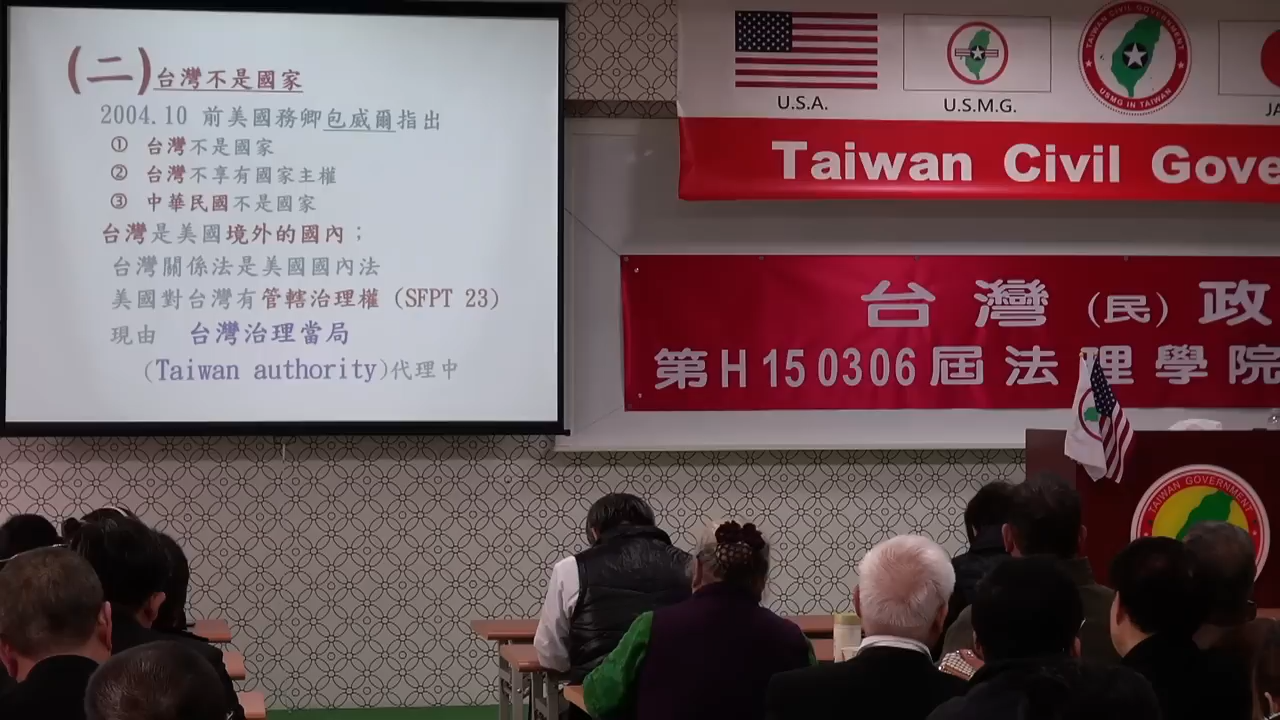 (二)台灣不是國家
2004.10 前美國務卿包威爾指出
① 台灣不是國家
② 台灣不享有國家主權
③ 中華民國不是國家
台灣是美國境外的國內；
台灣關係法是美國國內法
美國對台灣有管轄治理權 (SFPT 23)
現由 台灣治理當局
(Taiwan authority)代理中
U.S.A.
U.S.M.G.
TAIWAN CIVIL GOVERNMENT
USMG IN TAIWAN
JA
Taiwan Civil Gove
台灣(民)政
第H150306屆法理學院
TAIWAN GOVERNMENT